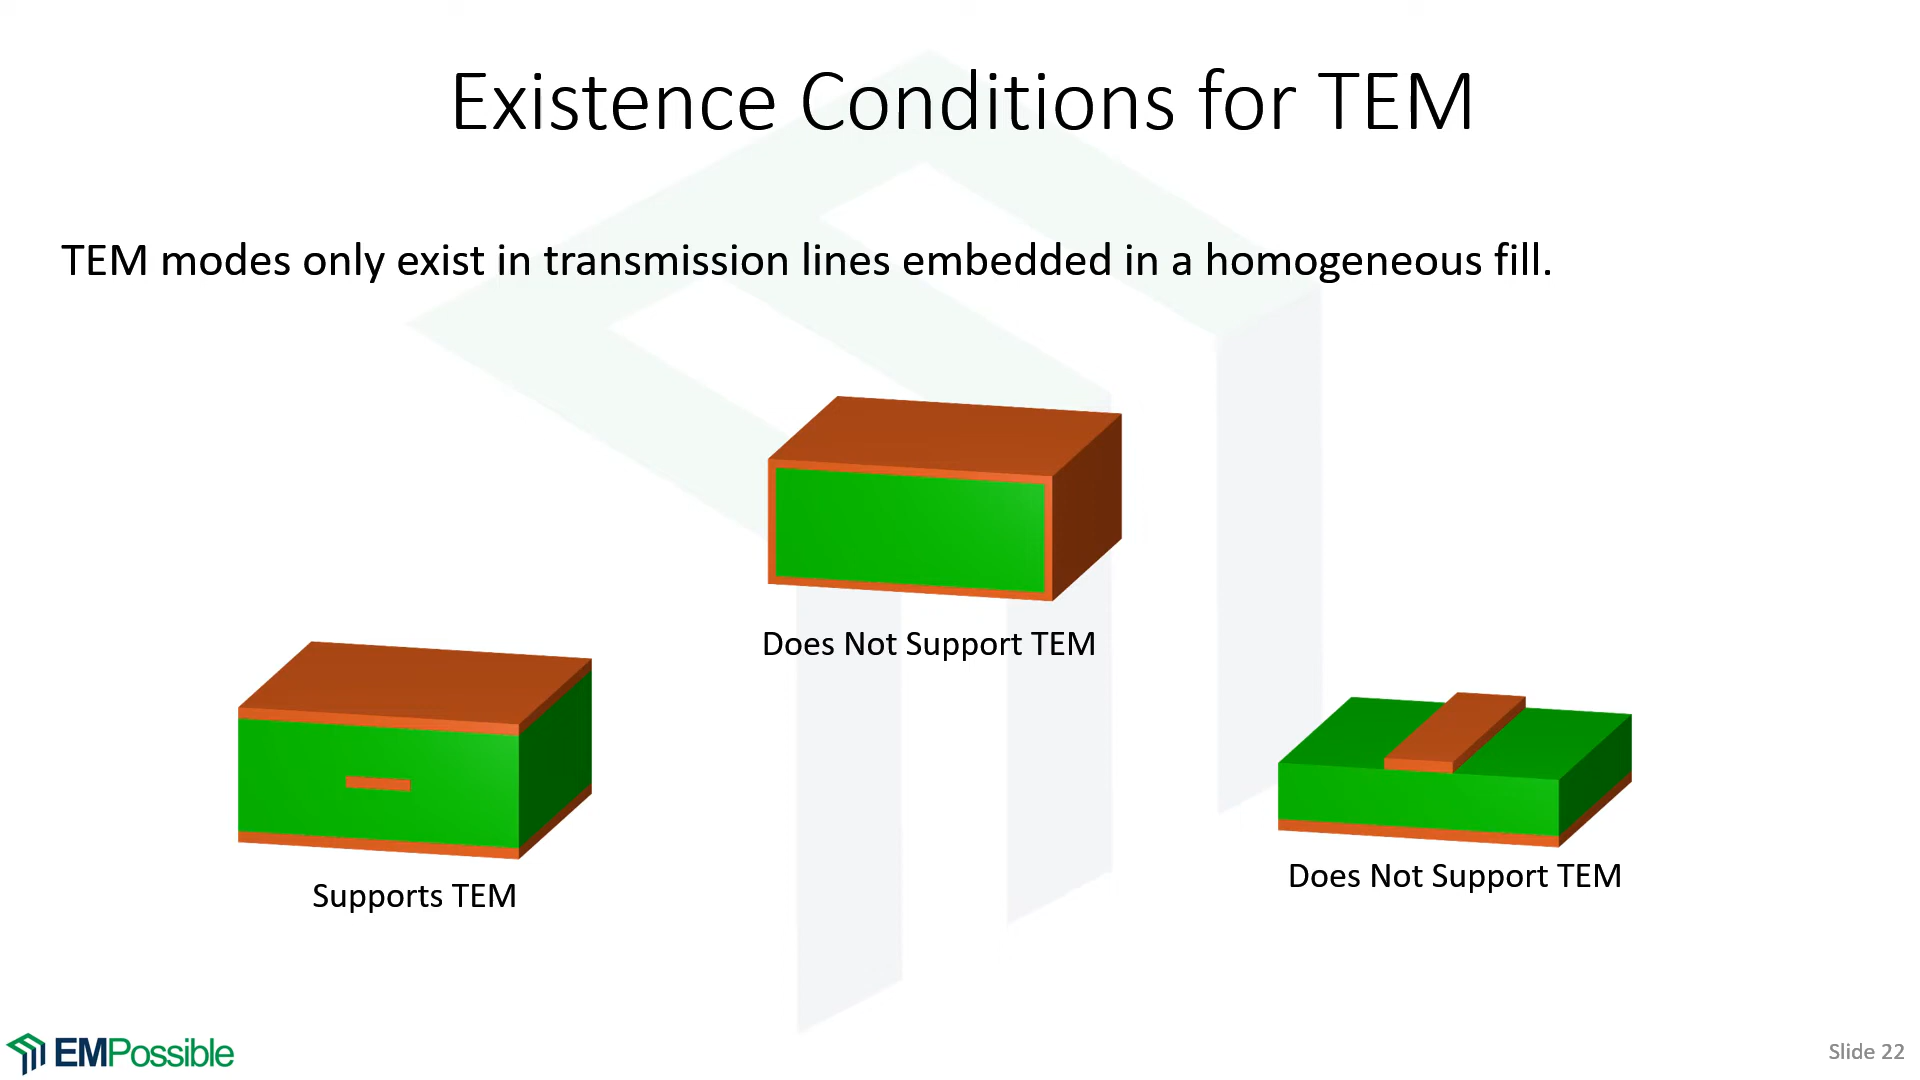 Existence Conditions for TEM
TEM modes only exist in transmission lines embedded in a homogeneous fill.
Does Not Support TEM
Supports TEM
Does Not Support TEM
EMPossible
Slide 22